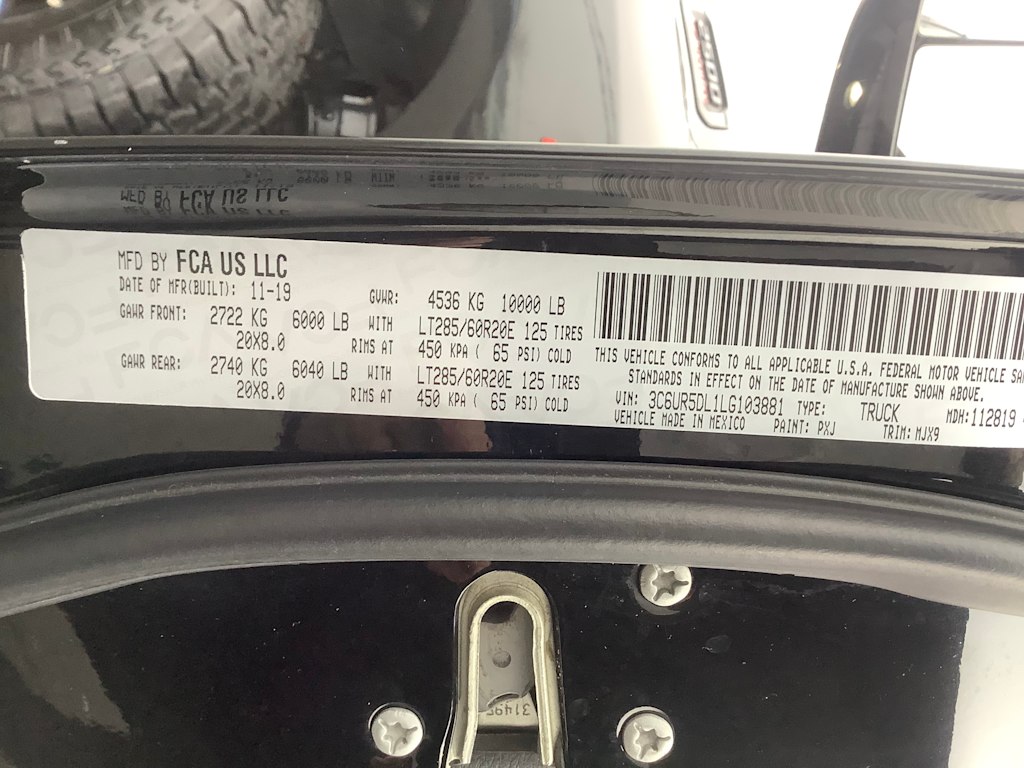 MFD BY FCA US LLC
DATE OF MFR(BUILT): 11-19 GVWR: 4536 KG 10000 LB
GAWR FRONT: 2722 KG 6000 LB WITH LT285/60R20E 125 TIRES
20X8.0 RIMS AT 450 KPA ( 65 PSI) COLD
GAWR REAR: 2740 KG 6040 LB WITH LT285/60R20E 125 TIRES
20X8.0 RIMS AT 450 KPA ( 65 PSI) COLD
THIS VEHICLE CONFORMS TO ALL APPLICABLE U.S.A. FEDERAL MOTOR VEHICLE
STANDARDS IN EFFECT ON THE DATE OF MANUFACTURE SHOWN ABOVE.
VIN: 3C6UR5DL1LG103881 TYPE: TRUCK MDH:112819
VEHICLE MADE IN MEXICO PAINT: PXJ TRIM: MJX9